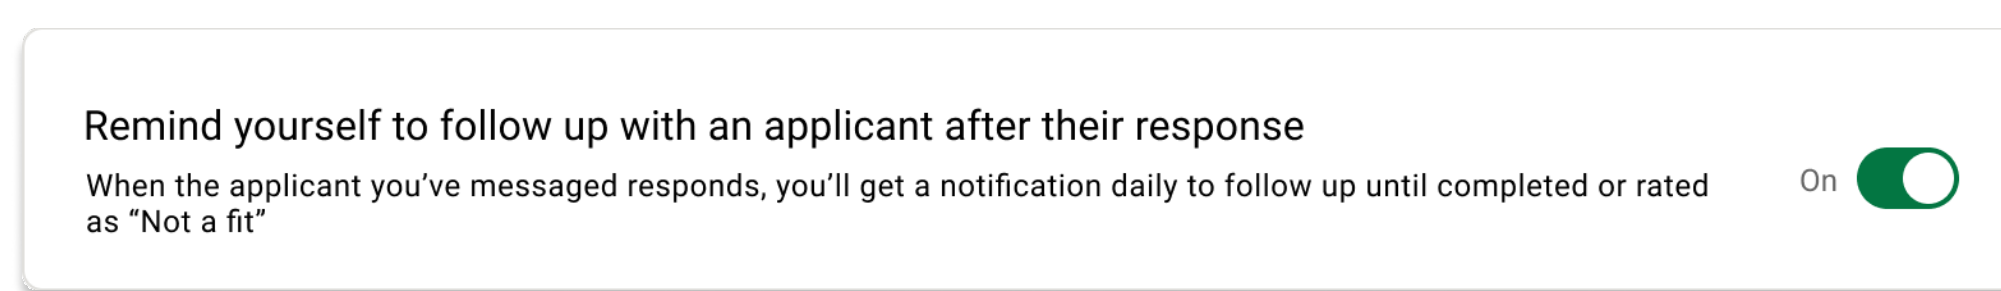 Remind yourself to follow up with an applicant after their response
When the applicant you’ve messaged responds, you’ll get a notification daily to follow up until completed or rated
as “Not a fit”
On